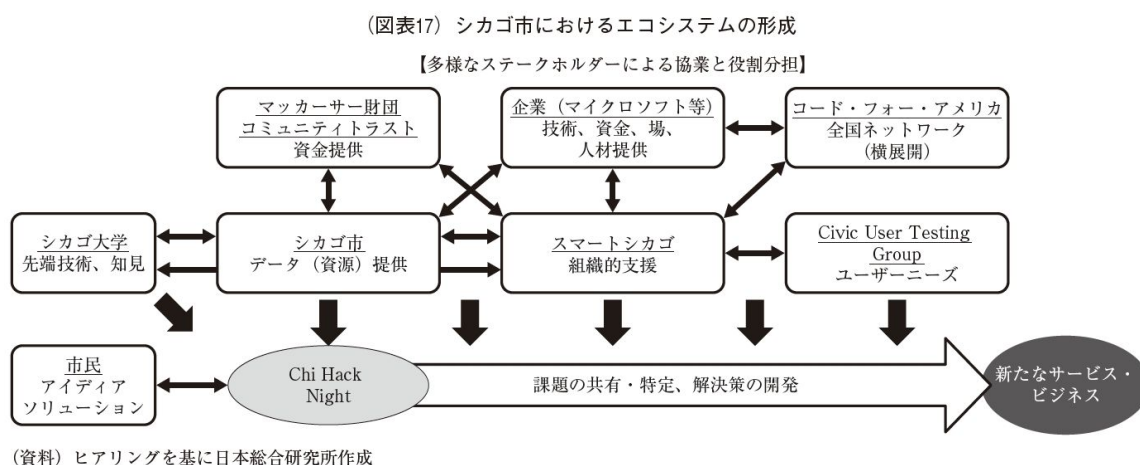 (図表17) シカゴ市におけるエコシステムの形成
【多様なステークホルダーによる協業と役割分担】
マッカーサー財団
コミュニティトラスト
資金提供
企業（マイクロソフト等）
技術、資金、場、
人材提供
コード・フォー・アメリカ
全国ネットワーク
(横展開)
シカゴ大学
先端技術、知見
シカゴ市
データ（資源）提供
スマートシカゴ
組織的支援
Civic User Testing
Group
ユーザーニーズ
市民
アイディア
ソリューション
Chi Hack
Night
課題の共有・特定、解決策の開発
新たなサービス・
ビジネス
(資料) ヒアリングを基に日本総合研究所作成